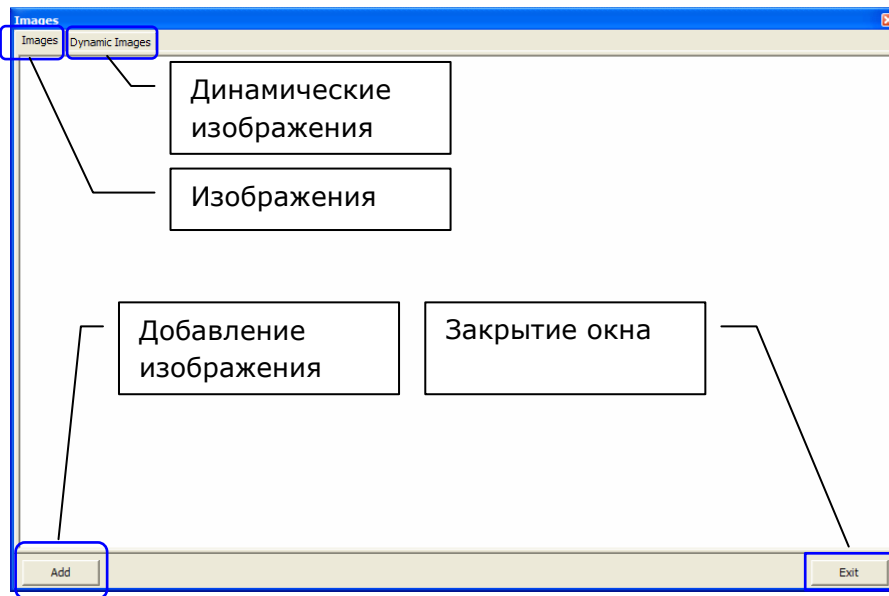 Images
Images Dynamic Images
Динамические
изображения
Изображения
Добавление
изображения
Закрытие окна
Add
Exit